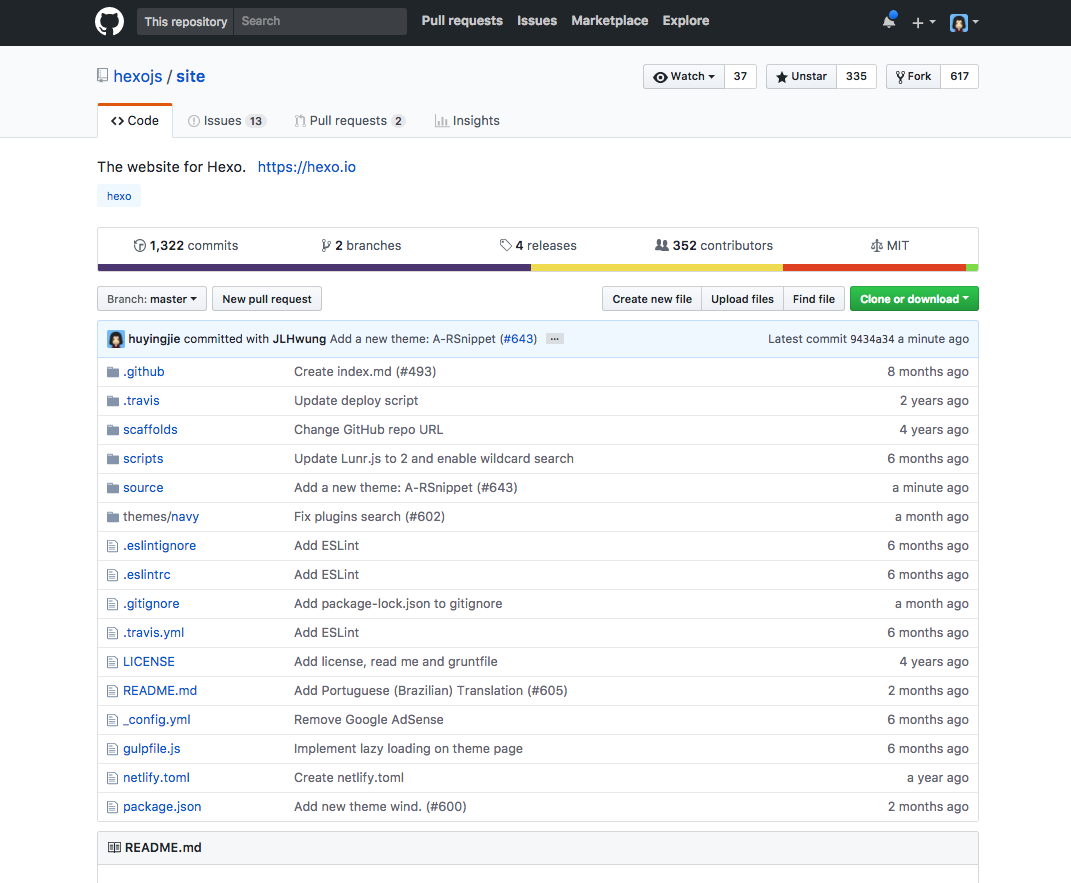 This repository Search Pull requests Issues Marketplace Explore
hexojs / site Watch 37 Unstar 335 Fork 617
Code Issues 13 Pull requests 2 Insights
The website for Hexo. https://hexo.io
hexo
1,322 commits 2 branches 4 releases 352 contributors MIT
Branch: master New pull request Create new file Upload files Find file Clone or download
huyingjie committed with JLHwung Add a new theme: A-RSnippet (#643) … Latest commit 9434a34 a minute ago
.github Create index.md (#493) 8 months ago
.travis Update deploy script 2 years ago
scaffolds Change GitHub repo URL 4 years ago
scripts Update Lunr.js to 2 and enable wildcard search 6 months ago
source Add a new theme: A-RSnippet (#643) a minute ago
themes/navy Fix plugins search (#602) a month ago
.eslintignore Add ESLint 6 months ago
.eslintrc Add ESLint 6 months ago
.gitignore Add package-lock.json to gitignore a month ago
.travis.yml Add ESLint 6 months ago
LICENSE Add license, read me and gruntfile 4 years ago
README.md Add Portuguese (Brazilian) Translation (#605) 2 months ago
_config.yml Remove Google AdSense 6 months ago
gulpfile.js Implement lazy loading on theme page 6 months ago
netlify.toml Create netlify.toml a year ago
package.json Add new theme wind. (#600) 2 months ago
README.md